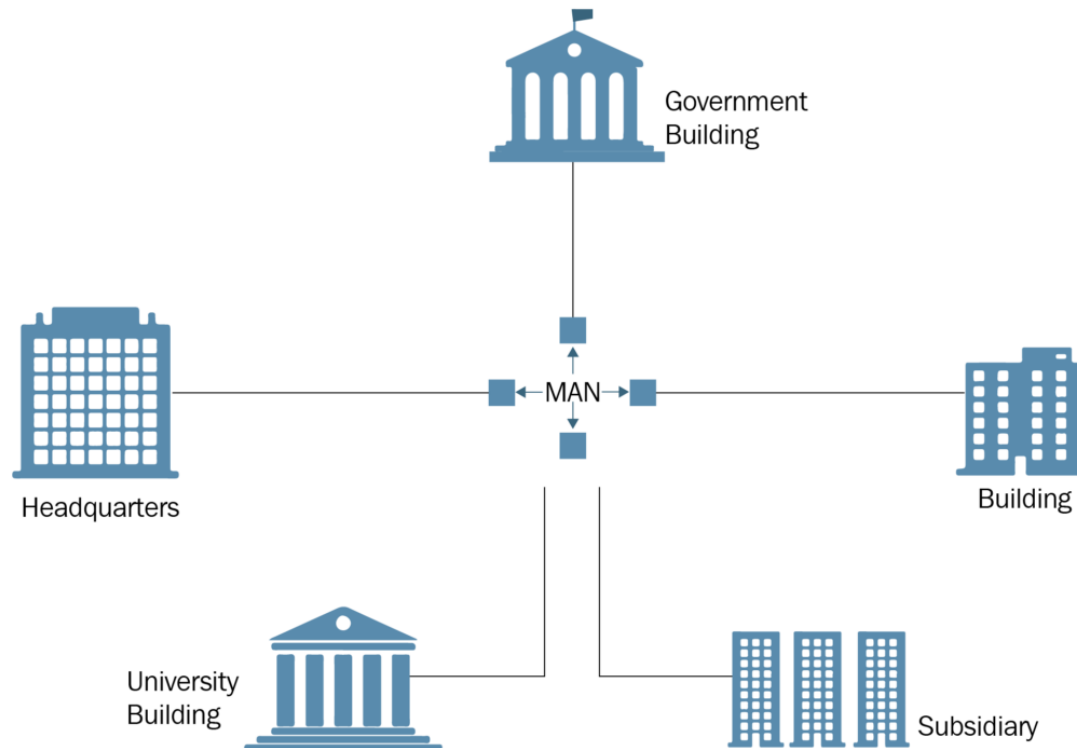 Government
Building
MAN
Headquarters
Building
University
Building
Subsidiary